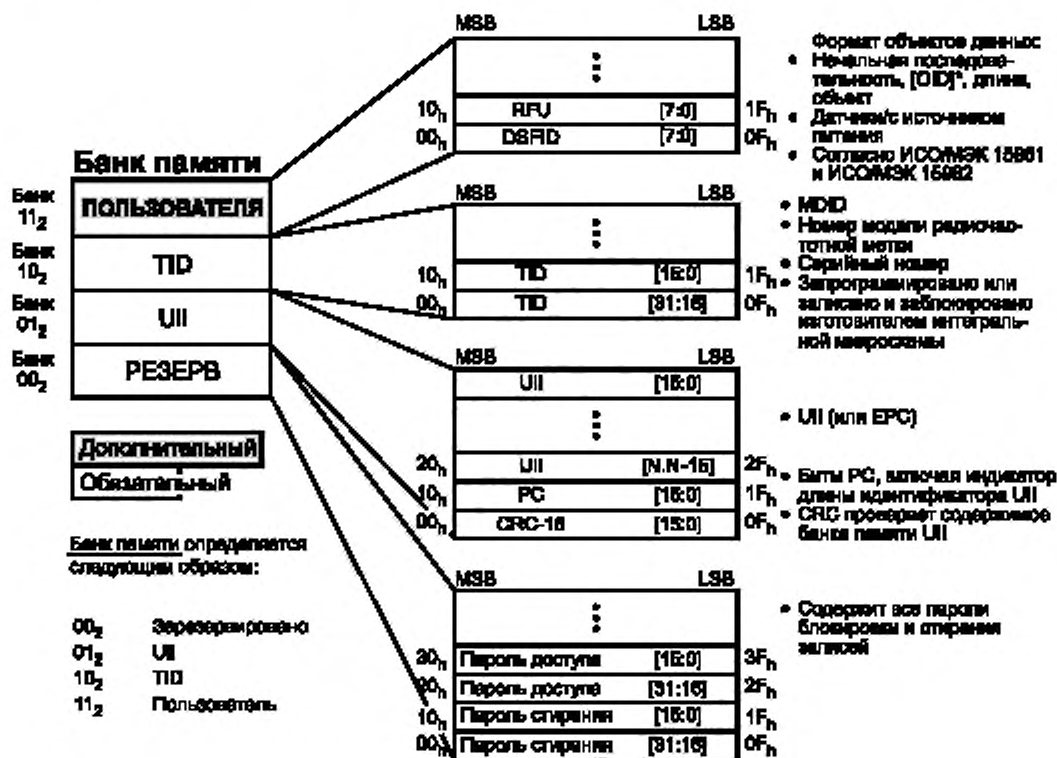 MSB LSB
10h RFU [7:0] 1Fh
00h DSFID [7:0] 0Fh
Формат объектов данных:
• Начальная последова-
тельность, [OID]*, длина,
объект
• Датчики/с источником
питания
• Согласно ИСО/МЭК 15961
и ИСО/МЭК 15962
Банк памяти
Банк 11₂ ПОЛЬЗОВАТЕЛЯ
Банк 10₂ TID
Банк 01₂ UII
Банк 00₂ РЕЗЕРВ
MSB LSB
10h TID [15:0] 1Fh
00h TID [31:16] 0Fh
• MDID
• Номер модели радиочас-
тотной метки
• Серийный номер
• Запрограммировано или
записано и заблокировано
изготовителем интеграль-
ной микросхемы
MSB LSB
UII [15:0]
20h UII [N:N-15] 2Fh
10h PC [15:0] 1Fh
00h CRC-16 [15:0] 0Fh
• UII (или EPC)
• Биты PC, включая индикатор
длины идентификатора UII
• CRC проверяет содержимое
банка памяти UII
Дополнительный
Обязательный
Банк памяти определяется
следующим образом:
00₂ Зарезервировано
01₂ UII
10₂ TID
11₂ Пользователь
MSB LSB
30h Пароль доступа [15:0] 3Fh
20h Пароль доступа [31:16] 2Fh
10h Пароль стирания [15:0] 1Fh
00h Пароль стирания [31:16] 0Fh
• Содержит все пароли
блокировки и стирания
записей